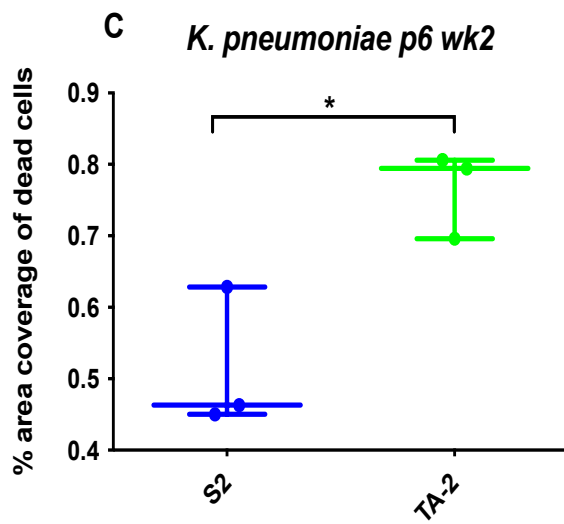 C
K. pneumoniae p6 wk2
% area coverage of dead cells
0.9
0.8
0.7
0.6
0.5
0.4
*
S2
TA-2